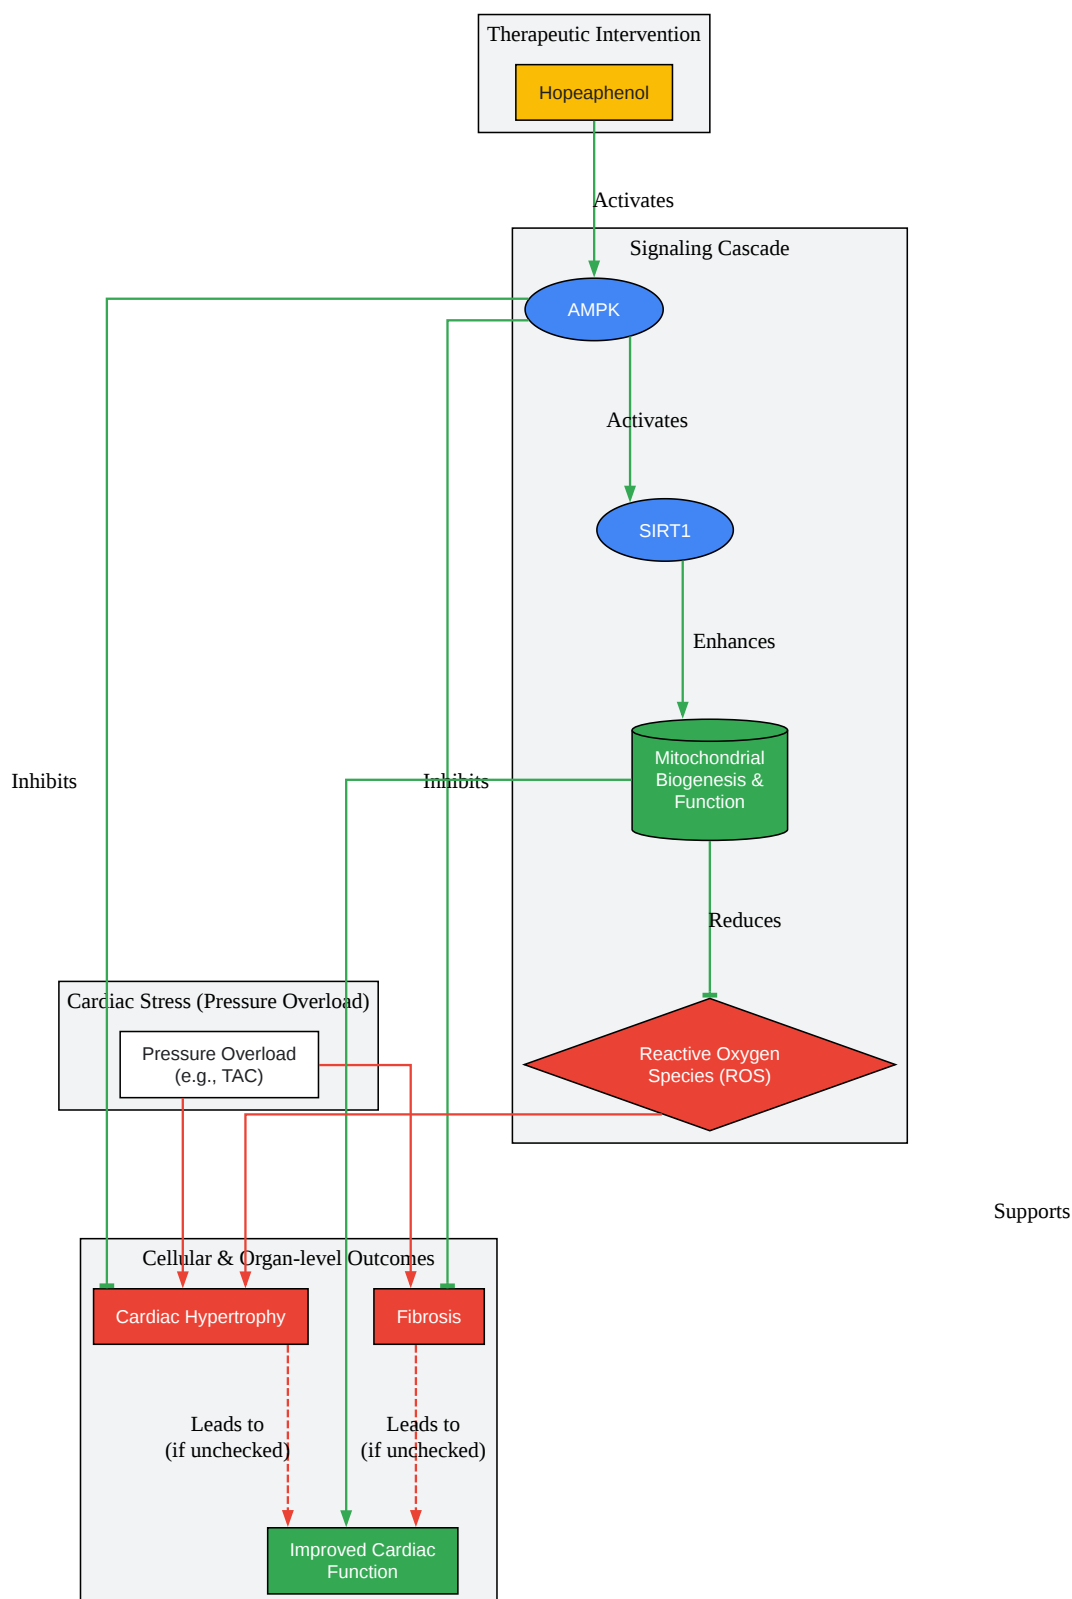 Therapeutic Intervention
Hopeaphenol
Activates
Signaling Cascade
AMPK
Activates
SIRT1
Enhances
Inhibits
Inhibits
Mitochondrial
Biogenesis &
Function
Reduces
Cardiac Stress (Pressure Overload)
Pressure Overload
(e.g., TAC)
Reactive Oxygen
Species (ROS)
Supports
Cellular & Organ-level Outcomes
Cardiac Hypertrophy
Fibrosis
Leads to
(if unchecked)
Leads to
(if unchecked)
Improved Cardiac
Function